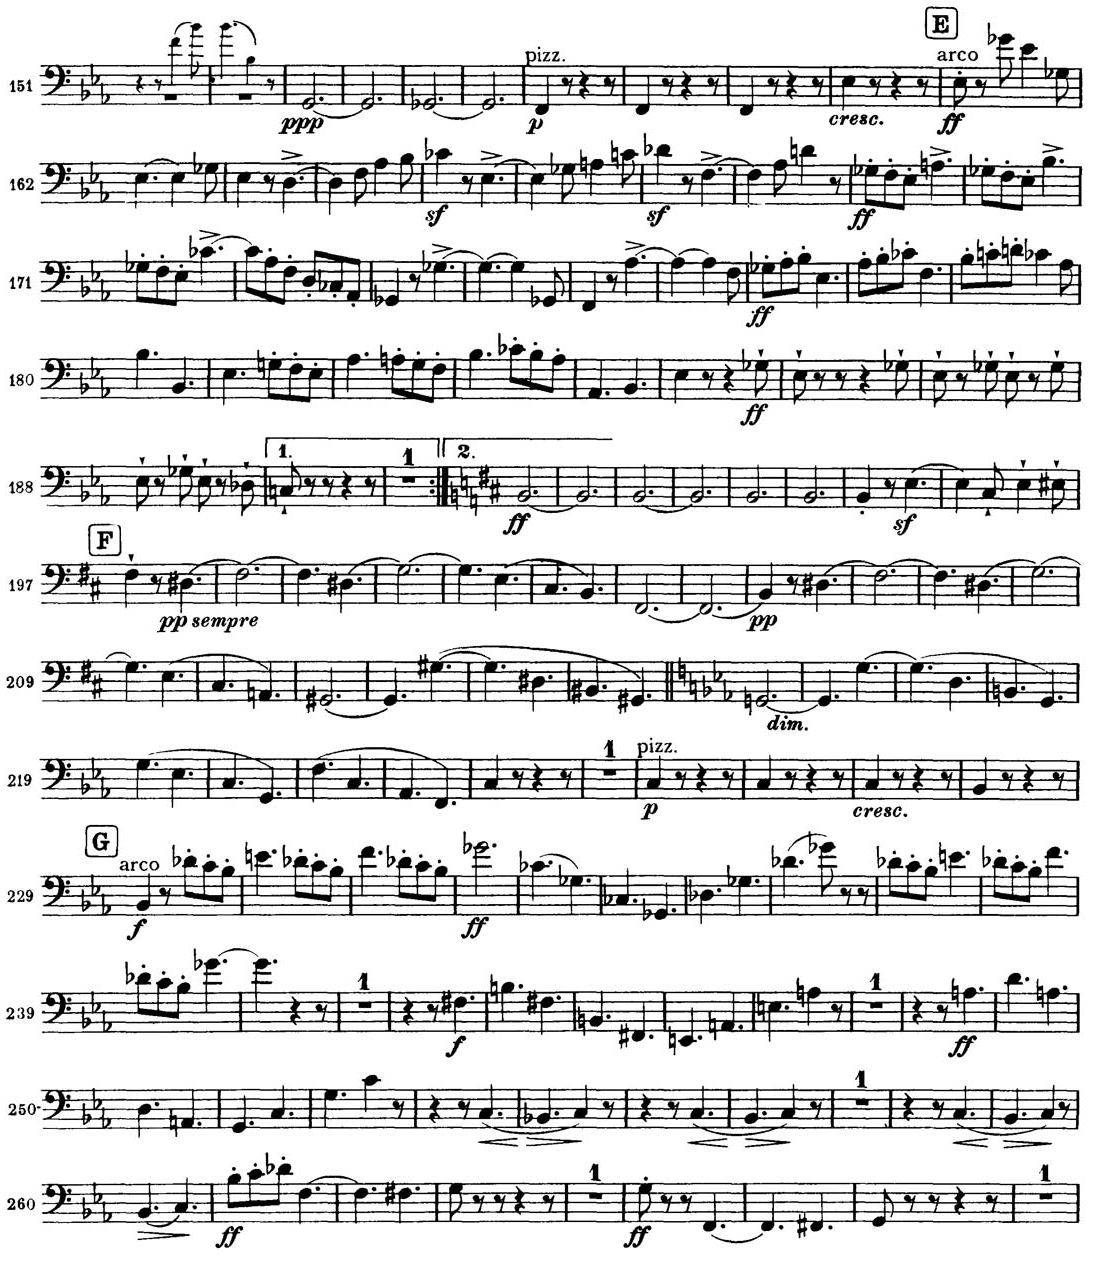 E
pizz. arco
151
ppp p cresc. ff
162
sf sf ff
171
ff
180
ff
1. 1 2.
188
ff sf
F
197
pp sempre pp
209
dim.
1 pizz.
219
p cresc.
G
arco
229
f ff
1 1
239
f ff
1
250
1 1
260
ff ff